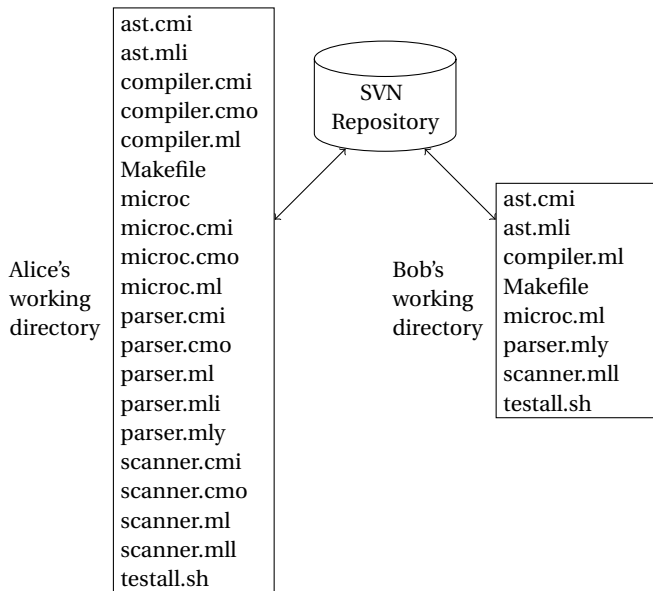 ast.cmi
ast.mli
compiler.cmi
compiler.cmo
compiler.ml
Makefile
microc
microc.cmi
microc.cmo
microc.ml
parser.cmi
parser.cmo
parser.ml
parser.mli
parser.mly
scanner.cmi
scanner.cmo
scanner.ml
scanner.mll
testall.sh
Alice's
working
directory
SVN
Repository
Bob's
working
directory
ast.cmi
ast.mli
compiler.ml
Makefile
microc.ml
parser.mly
scanner.mll
testall.sh